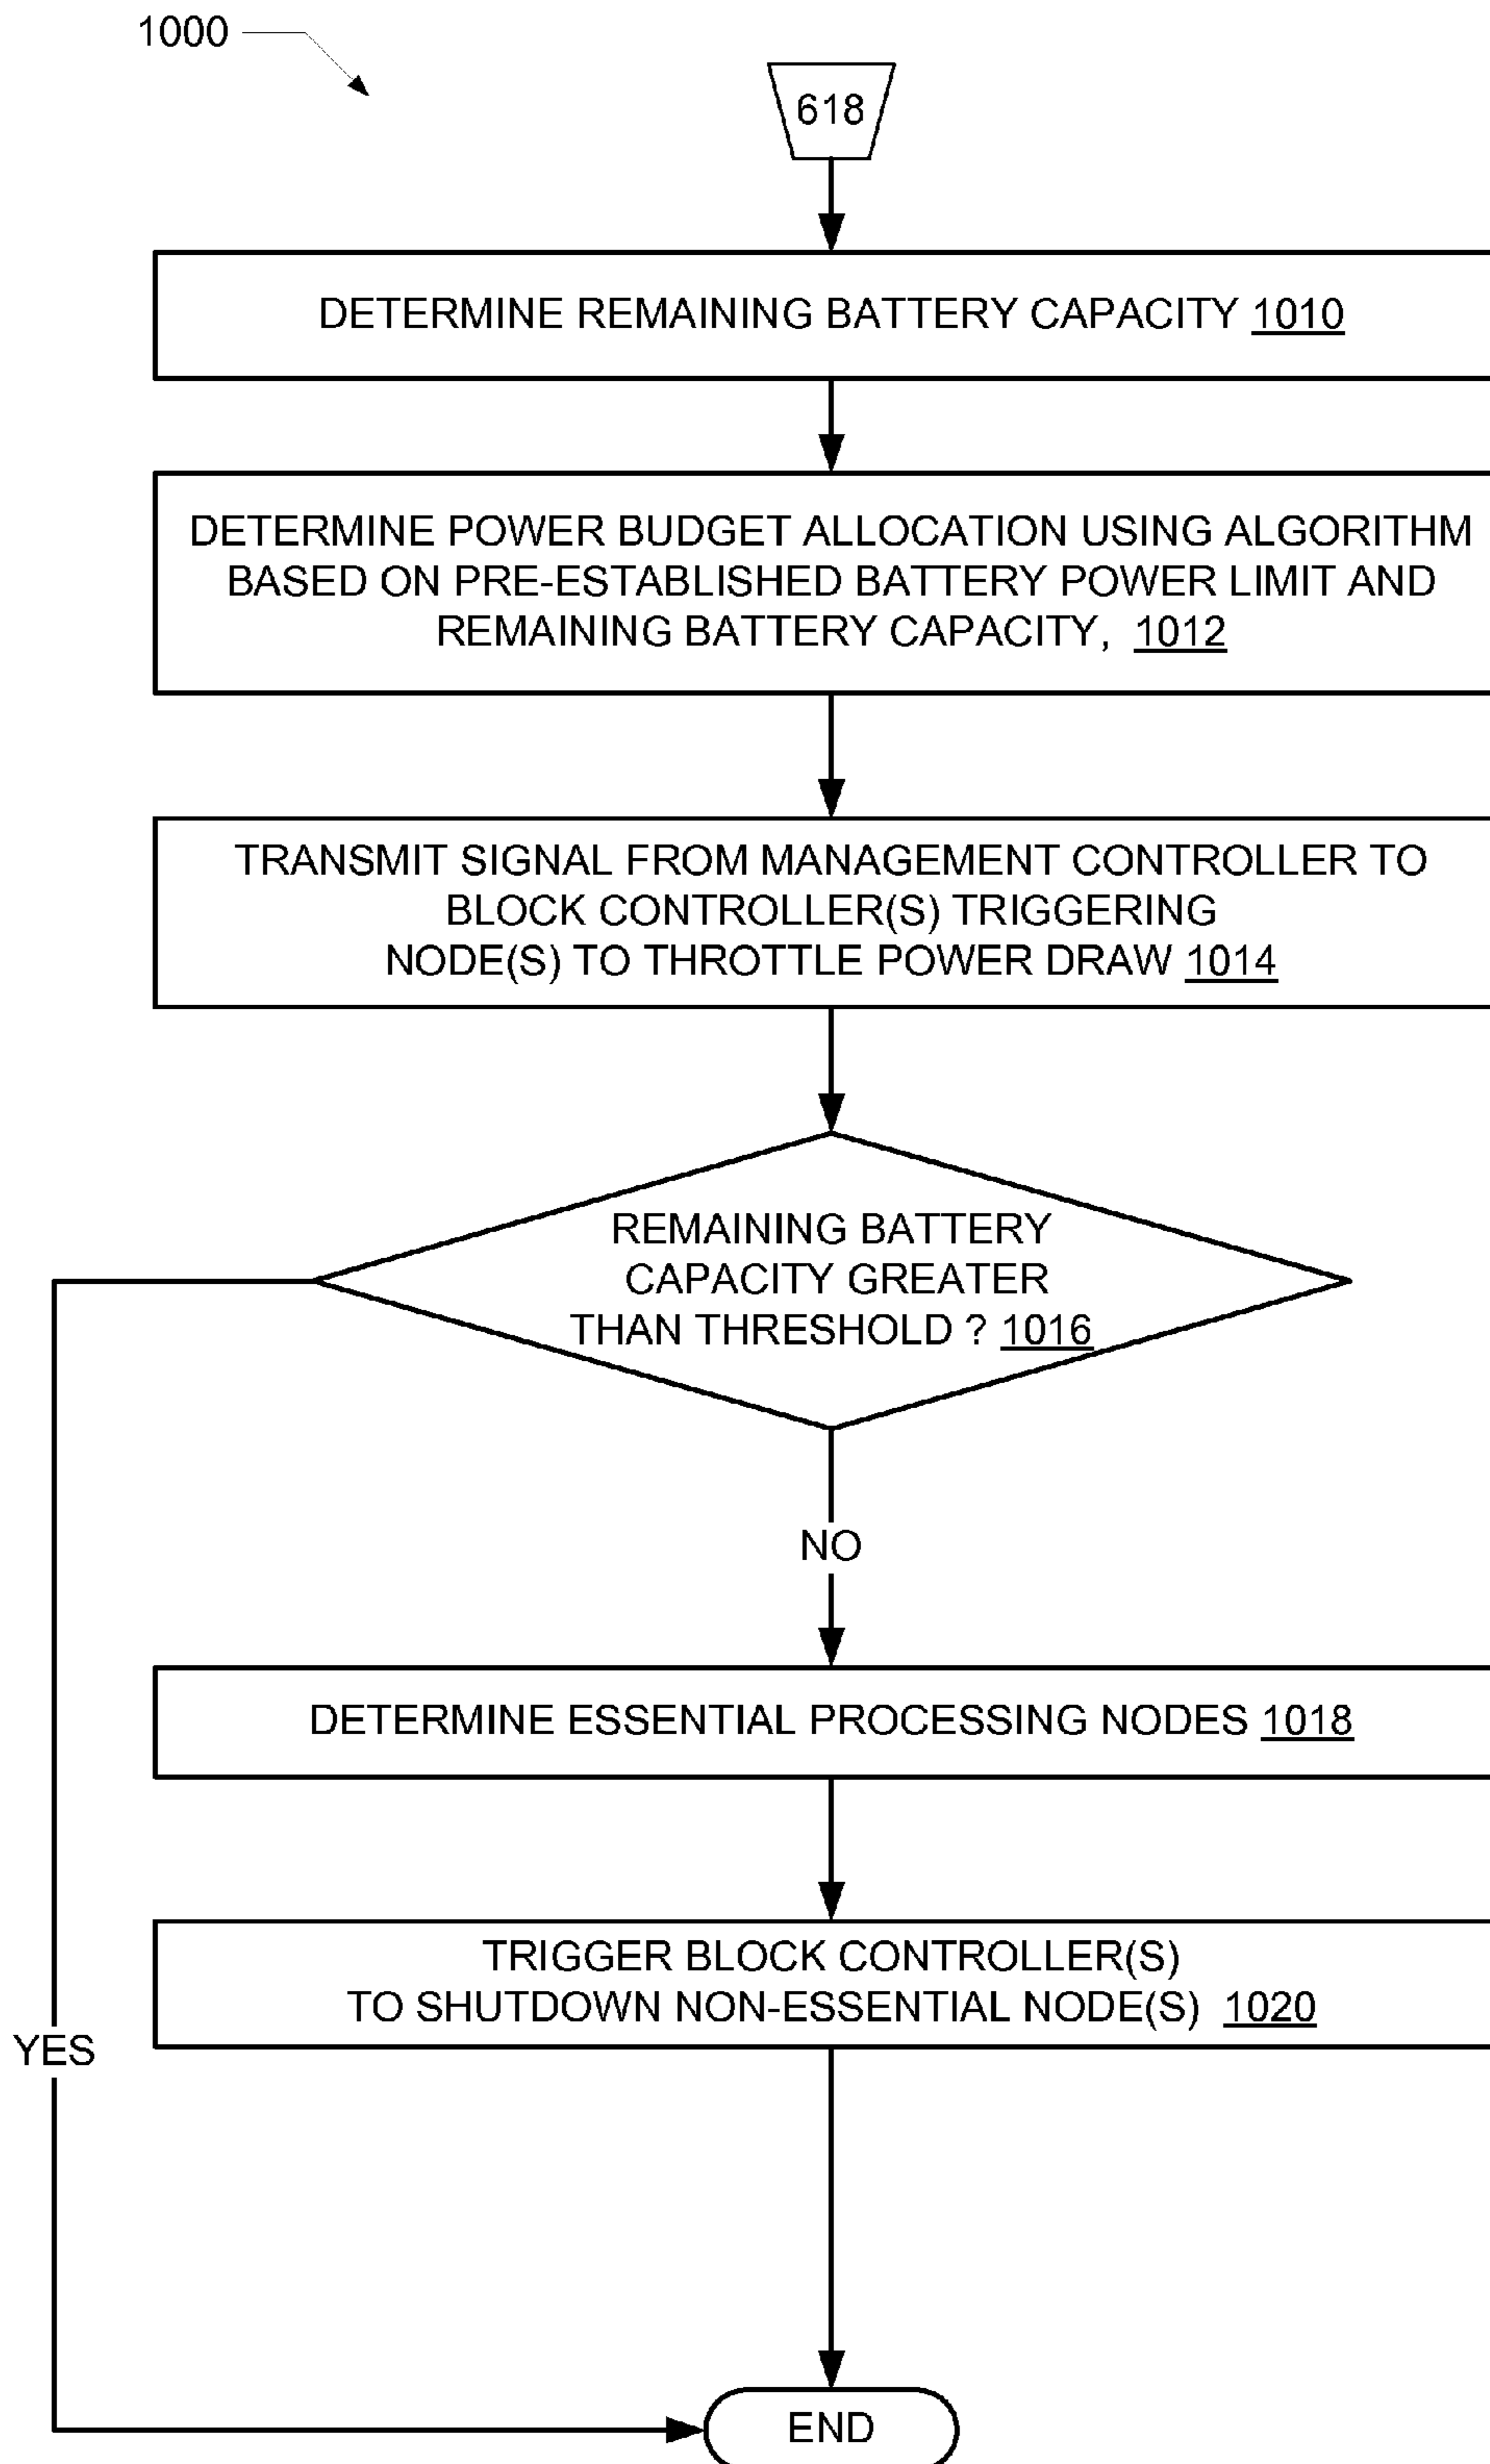 1000
618
DETERMINE REMAINING BATTERY CAPACITY 1010
DETERMINE POWER BUDGET ALLOCATION USING ALGORITHM
BASED ON PRE-ESTABLISHED BATTERY POWER LIMIT AND
REMAINING BATTERY CAPACITY, 1012
TRANSMIT SIGNAL FROM MANAGEMENT CONTROLLER TO
BLOCK CONTROLLER(S) TRIGGERING
NODE(S) TO THROTTLE POWER DRAW 1014
REMAINING BATTERY
CAPACITY GREATER
THAN THRESHOLD ? 1016
NO
DETERMINE ESSENTIAL PROCESSING NODES 1018
TRIGGER BLOCK CONTROLLER(S)
TO SHUTDOWN NON-ESSENTIAL NODE(S) 1020
YES
END